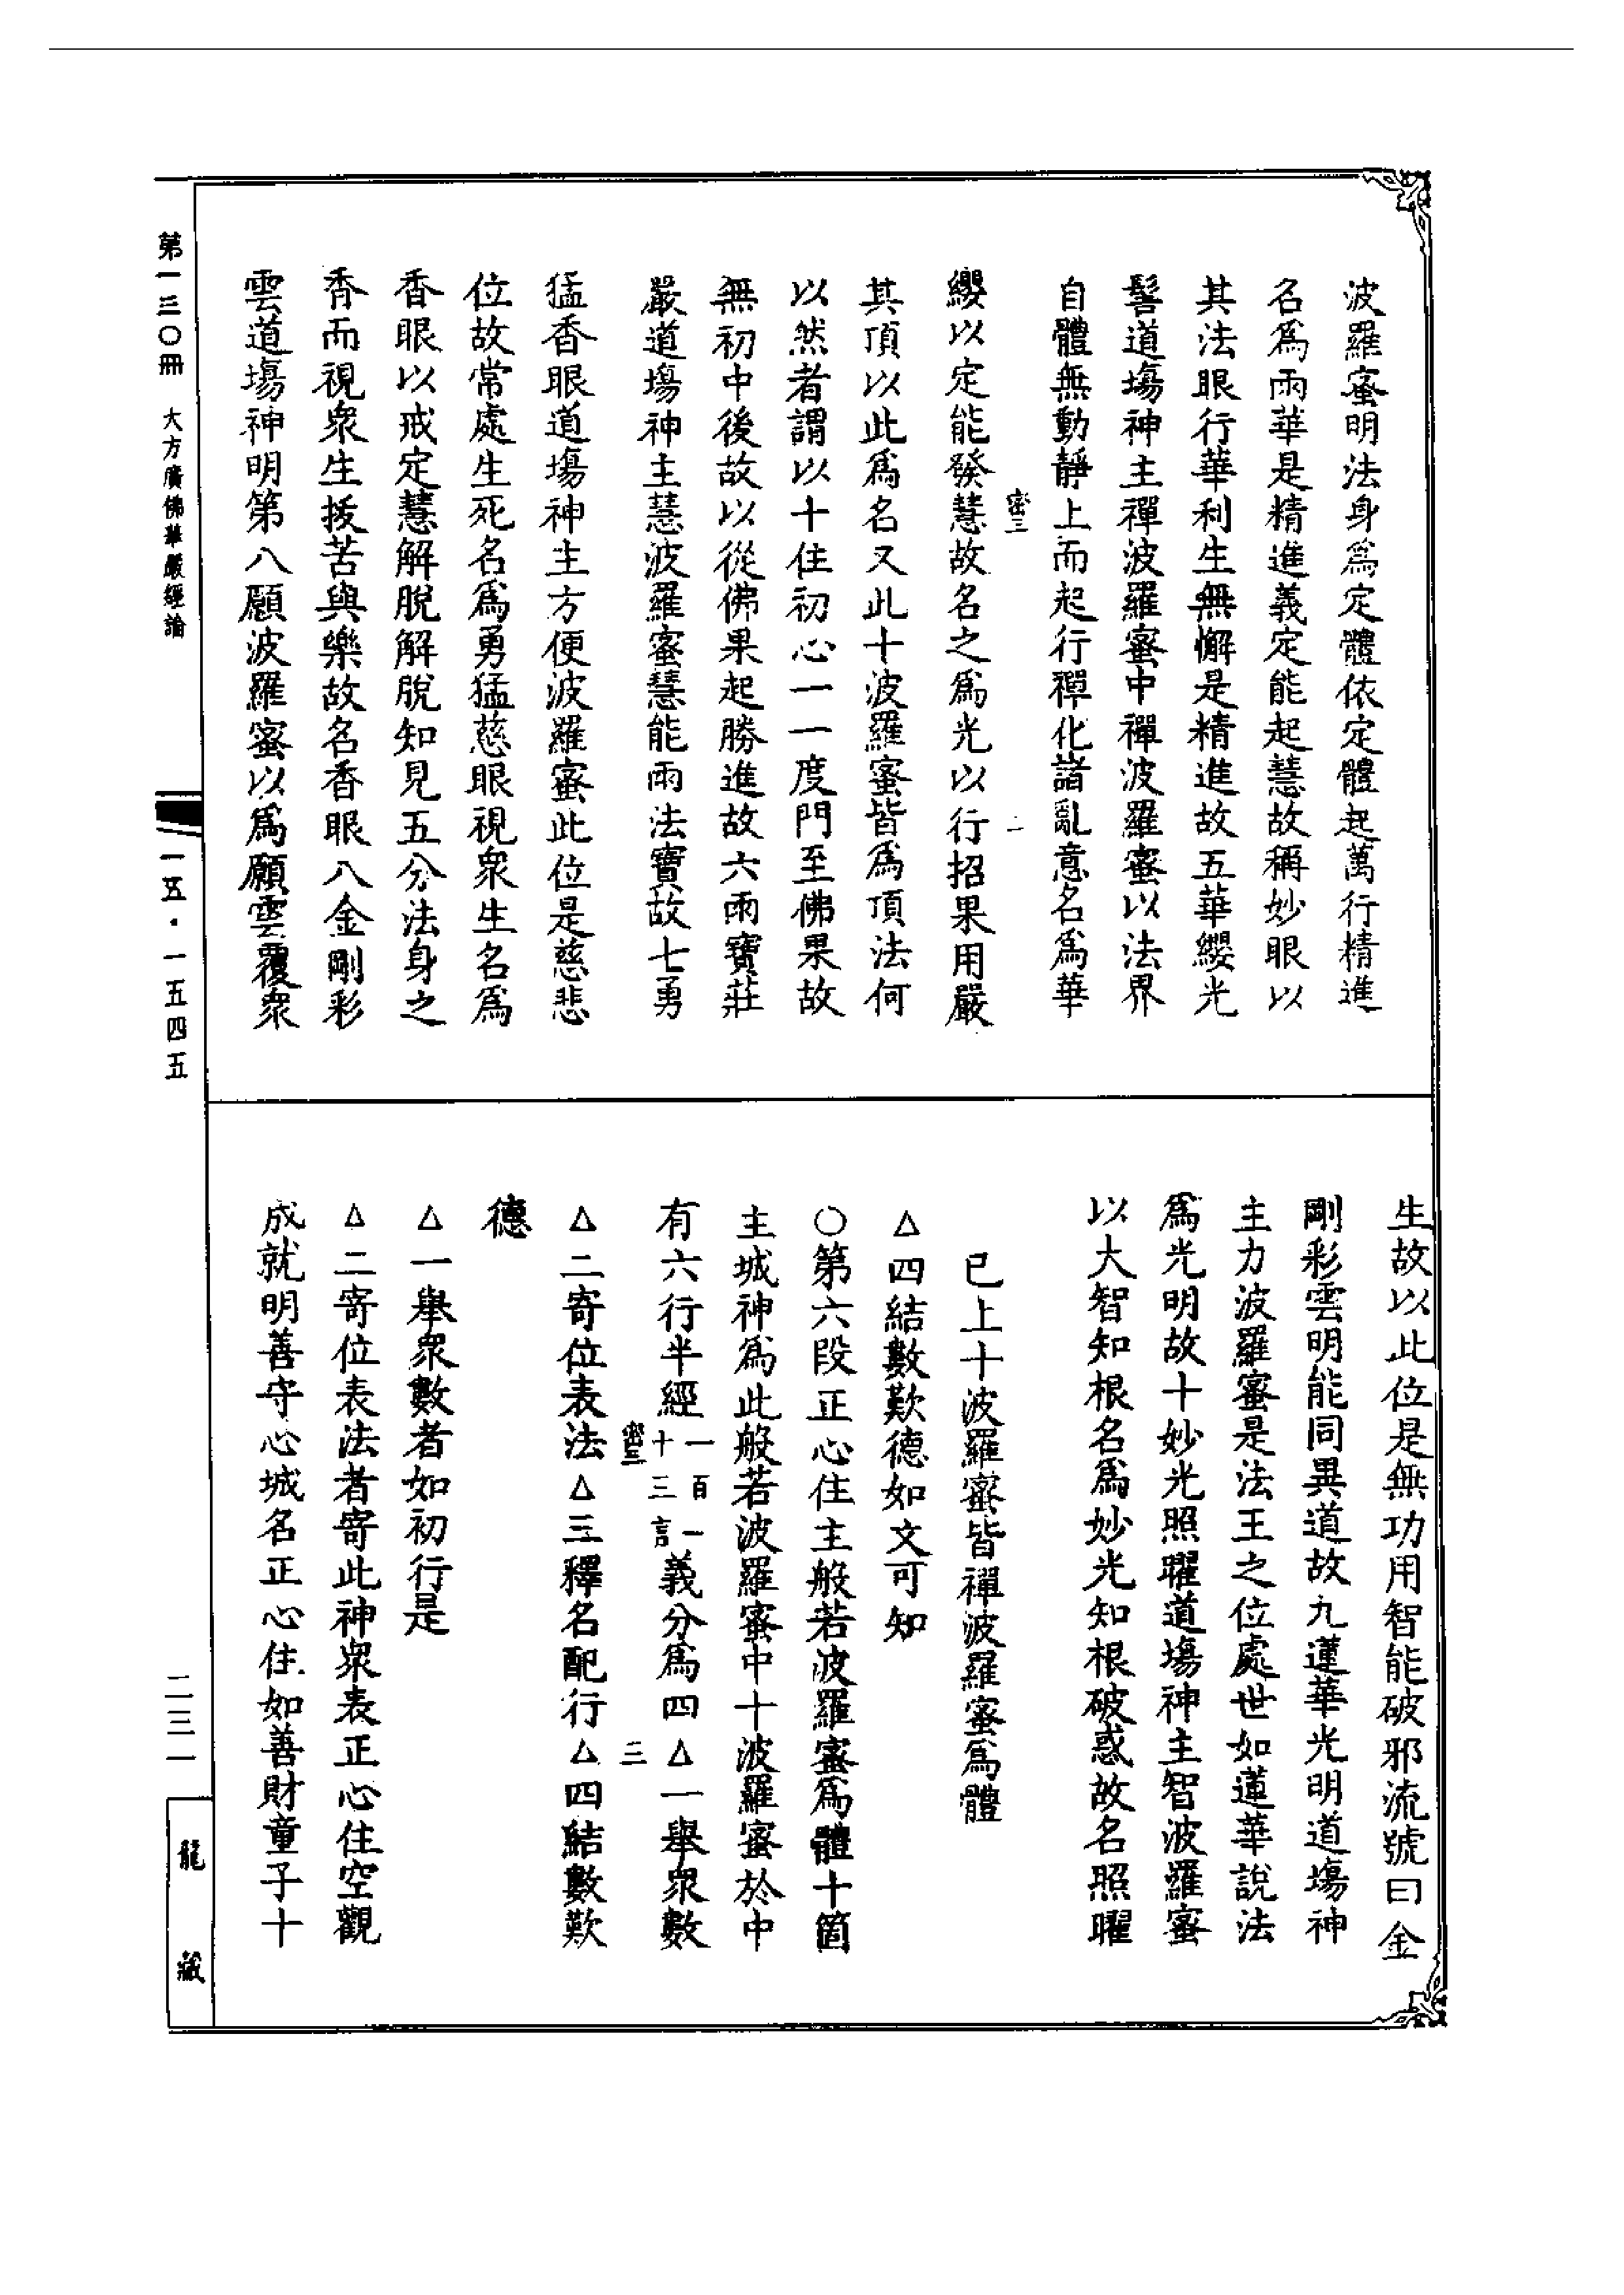 波羅蜜明法身爲定體依定體起萬行精進
名爲雨華是精進義定能起慧故稱妙眼以
其法眼行華利生無懈是精進故五華纓光
髻道場神主禪波羅蜜中禪波羅蜜以法界
自體無動靜上而起行禪化諸亂意名爲華
密三 二
纓以定能發慧故名之爲光以行招果用嚴
其頂以此爲名又此十波羅蜜皆爲頂法何
以然者謂以十住初心一一度門至佛果故
無初中後故以從佛果起勝進故六雨寶莊
嚴道場神主慧波羅蜜慧能雨法寶故七勇
猛香眼道場神主方便波羅蜜此位是慈悲
位故常處生死名爲勇猛慈眼視衆生名爲
香眼以戒定慧解脫解脫知見五分法身之
香而視衆生拔苦與樂故名香眼八金剛彩
雲道場神明第八願波羅蜜以爲願雲覆衆
生故以此位是無功用智能破邪流號曰金
剛彩雲明能同異道故九蓮華光明道場神
主力波羅蜜是法王之位處世如蓮華說法
爲光明故十妙光照曜道場神主智波羅蜜
以大智知根名爲妙光知根破惑故名照曜
已上十波羅蜜皆禪波羅蜜爲體
△四結數歎德如文可知
○第六段正心住主般若波羅蜜爲體十箇
主城神爲此般若波羅蜜中十波羅蜜於中
有六行半經一百一十三言義分爲四△一舉衆數
密三 三
△二寄位表法△三釋名配行△四結數歎
德
△一舉衆數者如初行是
△二寄位表法者寄此神衆表正心住空觀
成就明善守心城名正心住如善財童子十
第一三〇冊 大方廣佛華嚴經論
一五·一五四五
二三一
龍藏